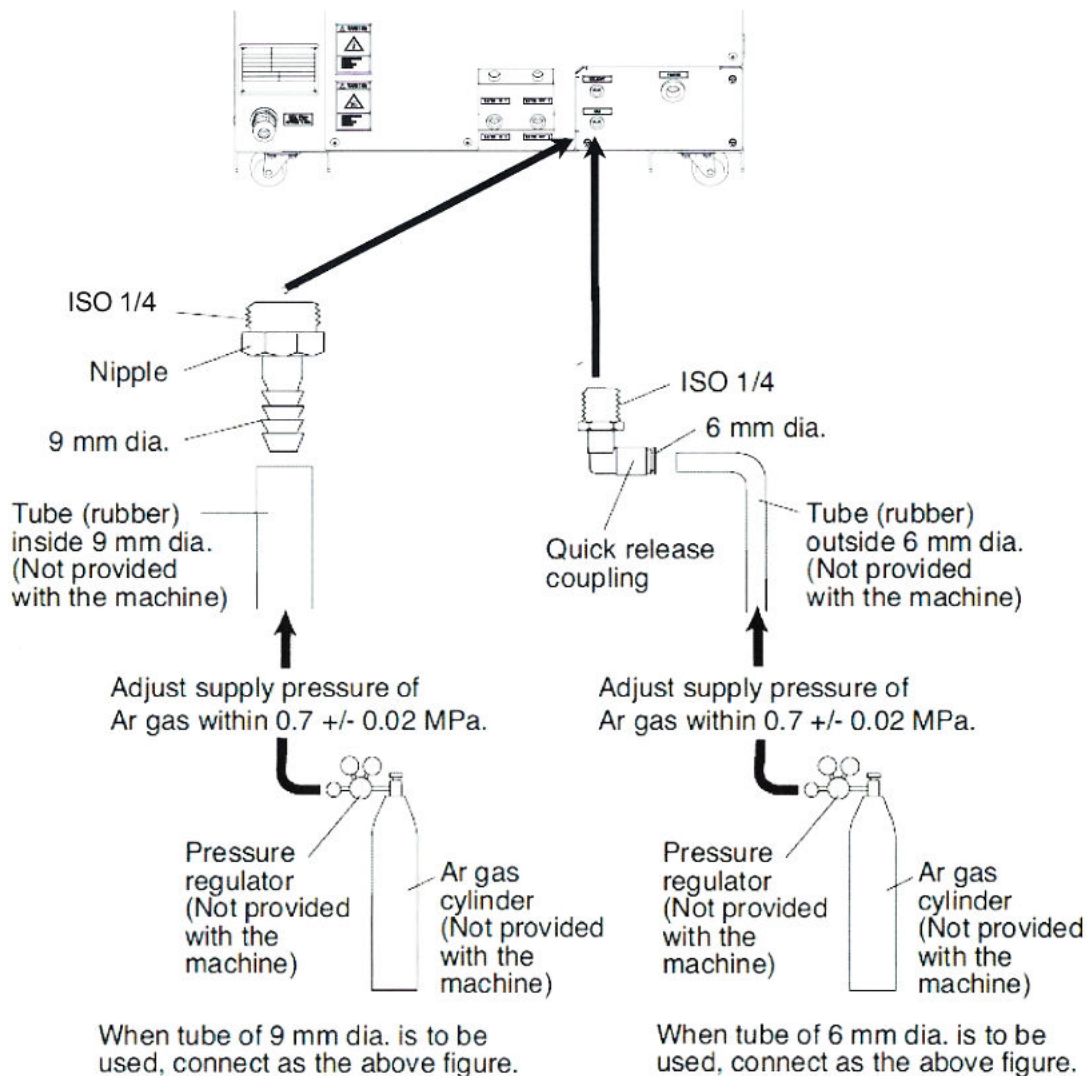 ISO 1/4
Nipple
9 mm dia.
Tube (rubber)
inside 9 mm dia.
(Not provided
with the machine)
ISO 1/4
6 mm dia.
Quick release
coupling
Tube (rubber)
outside 6 mm dia.
(Not provided
with the machine)
Adjust supply pressure of
Ar gas within 0.7 +/- 0.02 MPa.
Adjust supply pressure of
Ar gas within 0.7 +/- 0.02 MPa.
Pressure
regulator
(Not provided
with the
machine)
Ar gas
cylinder
(Not provided
with the
machine)
Pressure
regulator
(Not provided
with the
machine)
Ar gas
cylinder
(Not provided
with the
machine)
When tube of 9 mm dia. is to be
used, connect as the above figure.
When tube of 6 mm dia. is to be
used, connect as the above figure.